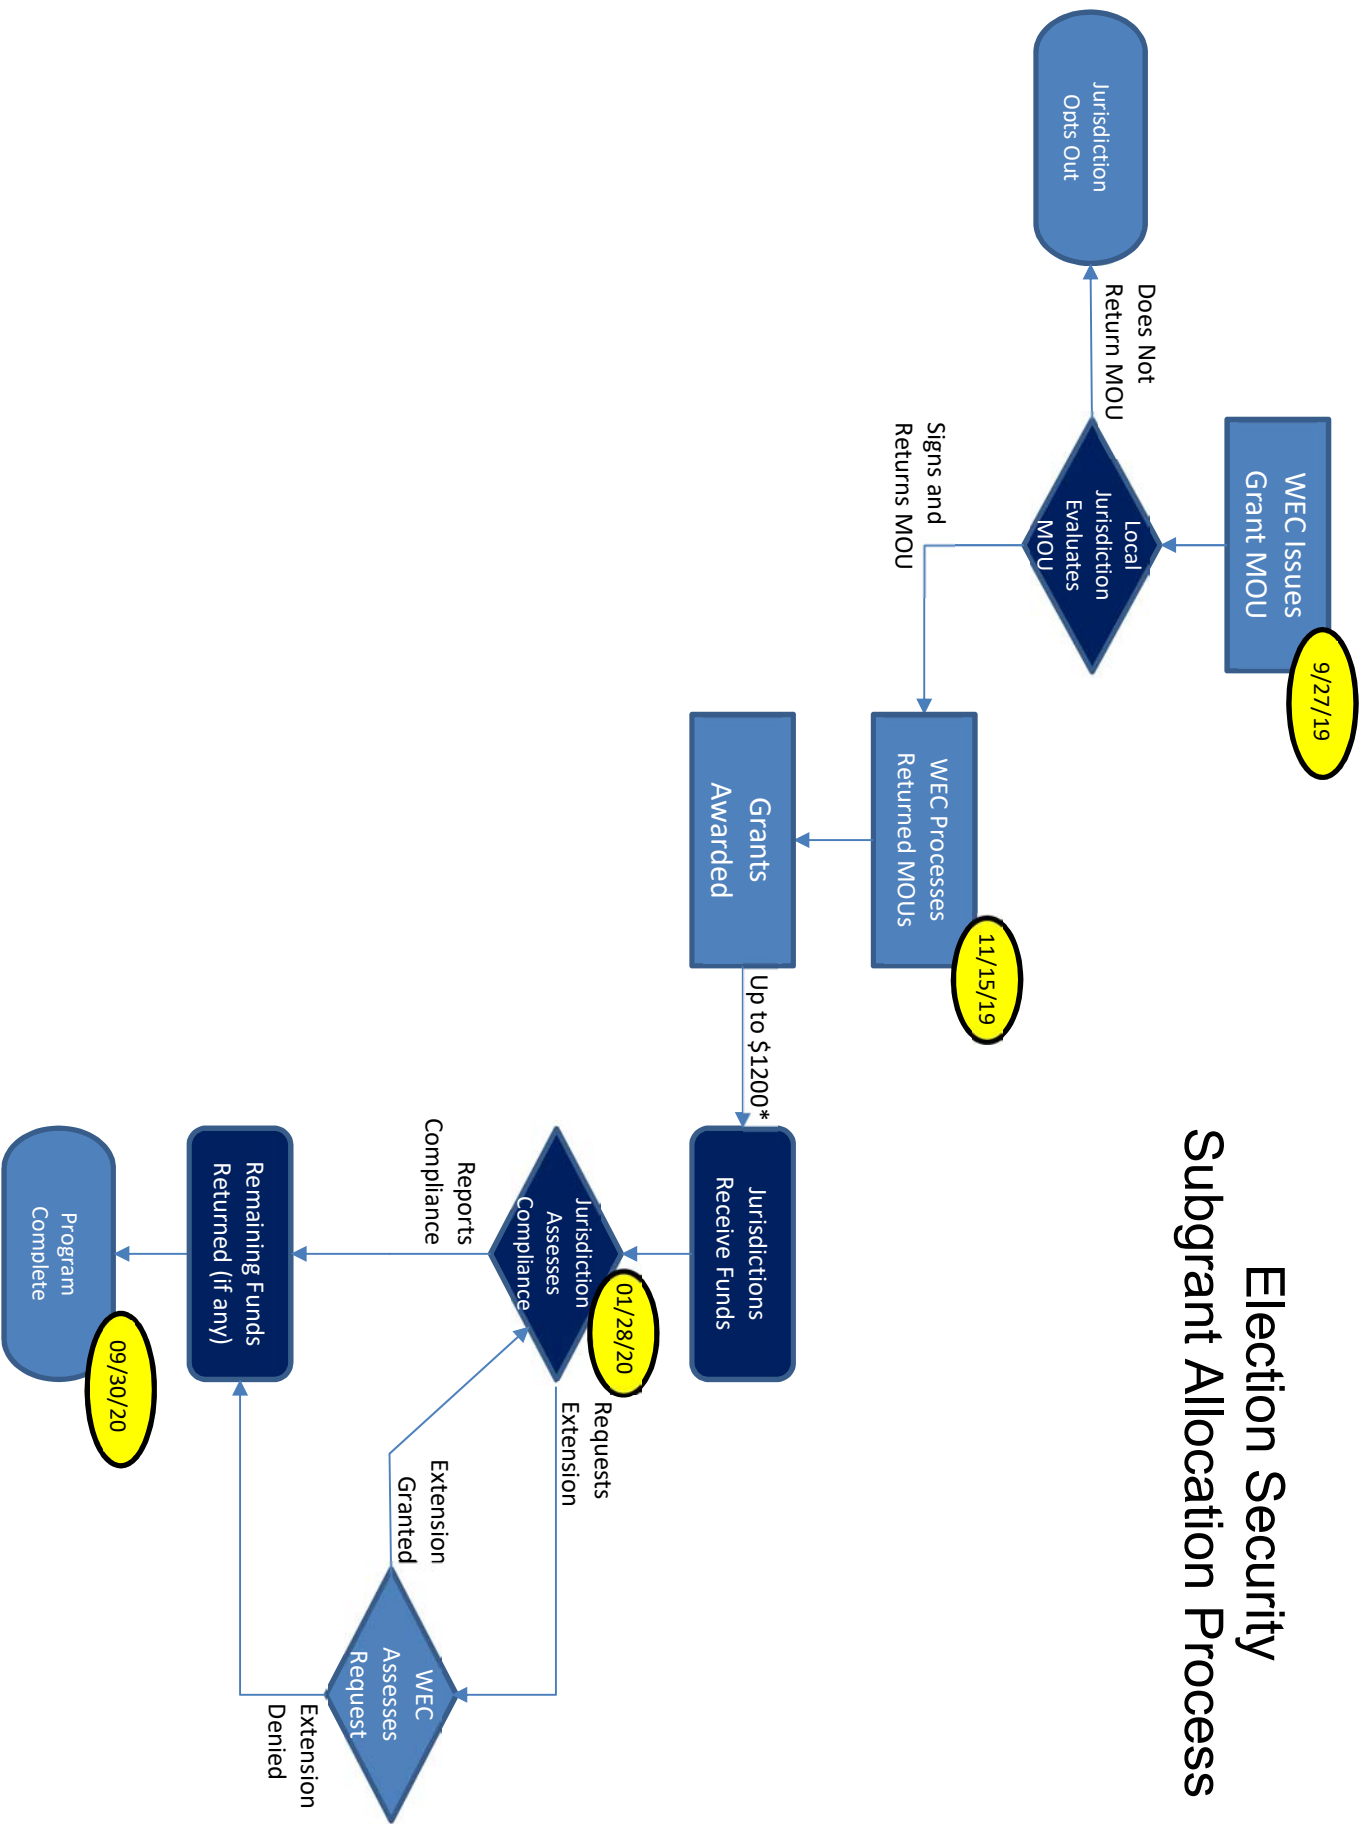 Election Security
Subgrant Allocation Process
WEC Issues
Grant MOU
9/27/19
Local
Jurisdiction
Evaluates
MOU
Does Not
Return MOU
Jurisdiction
Opts Out
Signs and
Returns MOU
WEC Processes
Returned MOUs
11/15/19
Grants
Awarded
Up to $1200*
Jurisdictions
Receive Funds
Jurisdiction
Assesses
Compliance
01/28/20
Requests
Extension
WEC
Assesses
Request
Extension
Granted
Extension
Denied
Reports
Compliance
Remaining Funds
Returned (if any)
Program
Complete
09/30/20